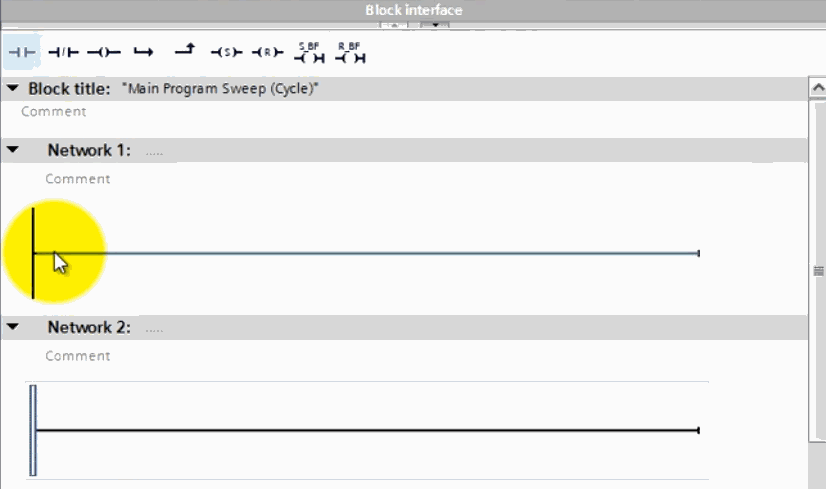 Block interface
S_BF R_BF
(S) (R)
Block title: "Main Program Sweep (Cycle)"
Comment
Network 1: .....
Comment
Network 2: .....
Comment